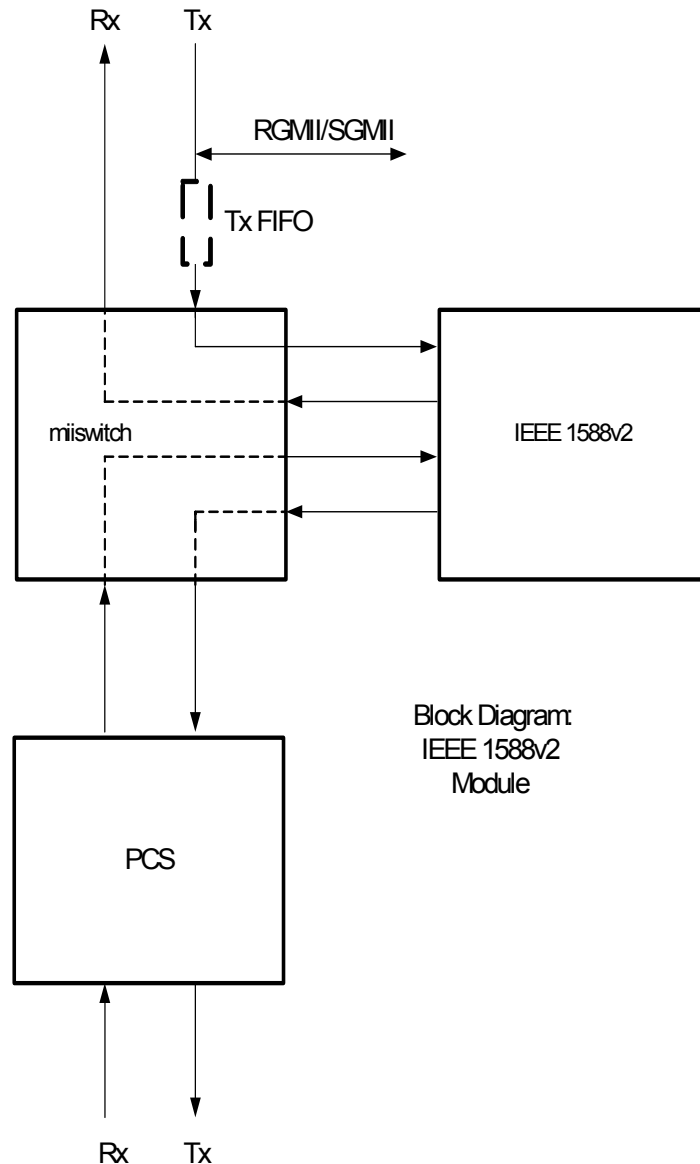 Rx
Tx
RGMII/SGMII
Tx FIFO
miiswitch
IEEE 1588v2
Block Diagram:
IEEE 1588v2
Module
PCS
Rx
Tx